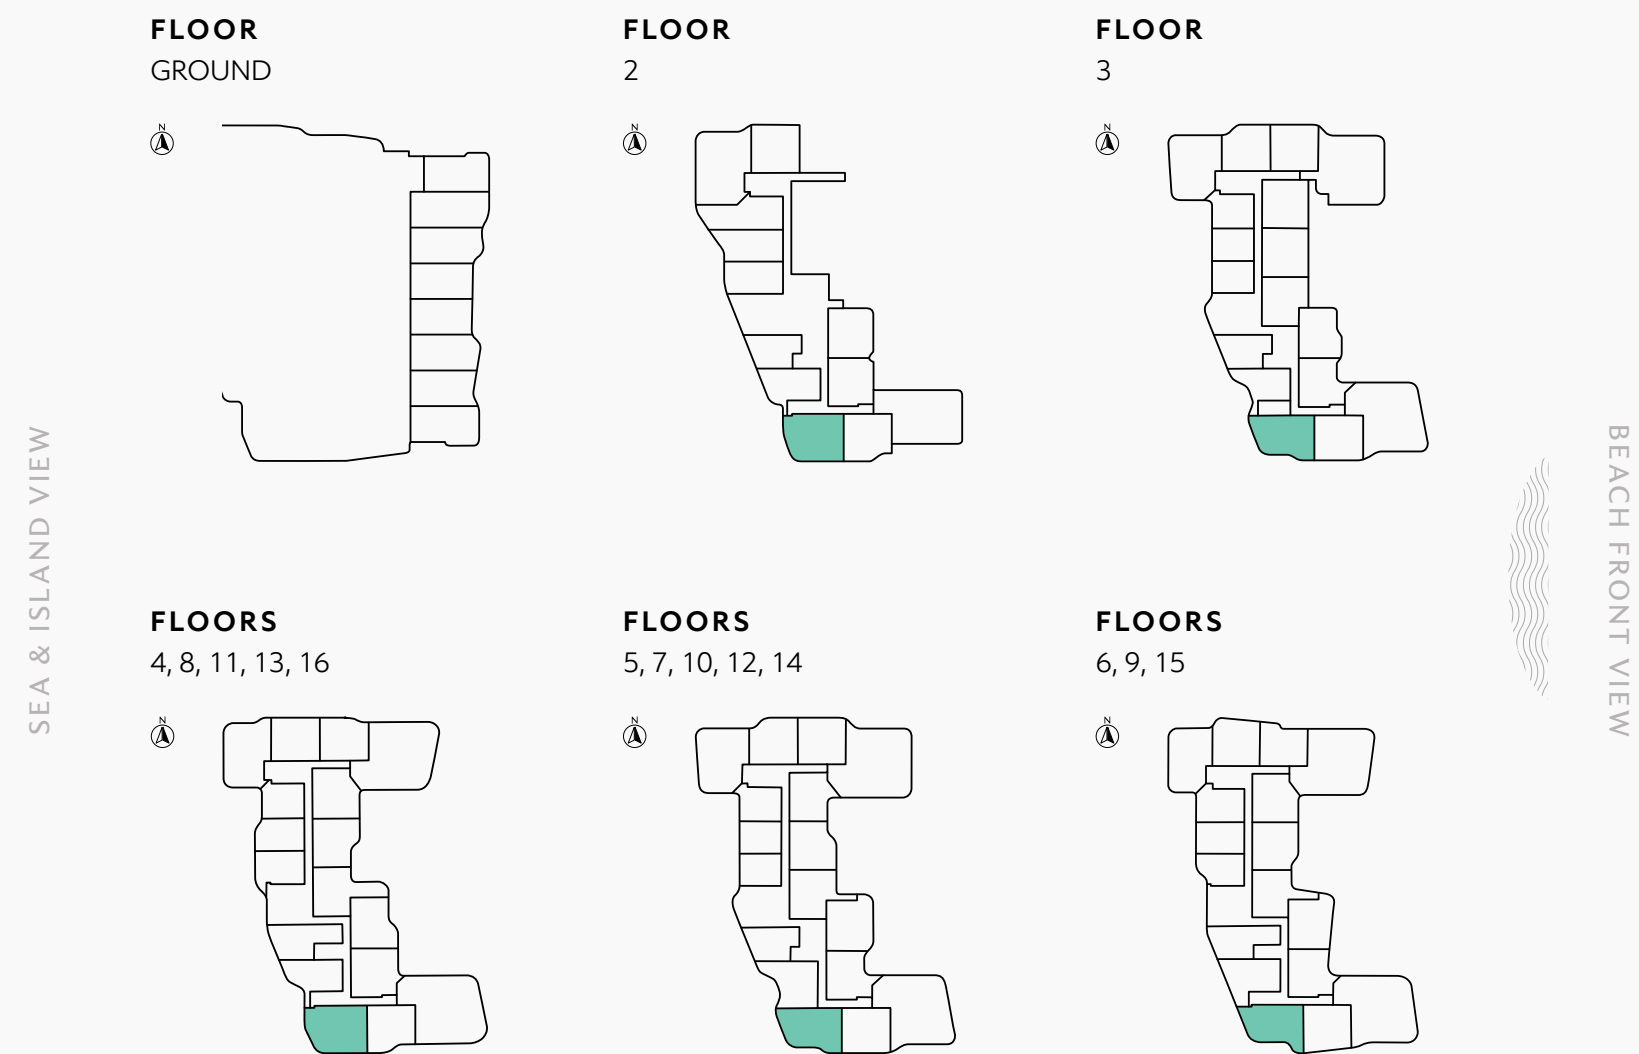 FLOOR
GROUND
FLOOR
2
FLOOR
3
N
N
N
SEA & ISLAND VIEW
BEACH FRONT VIEW
FLOORS
4, 8, 11, 13, 16
FLOORS
5, 7, 10, 12, 14
FLOORS
6, 9, 15
N
N
N